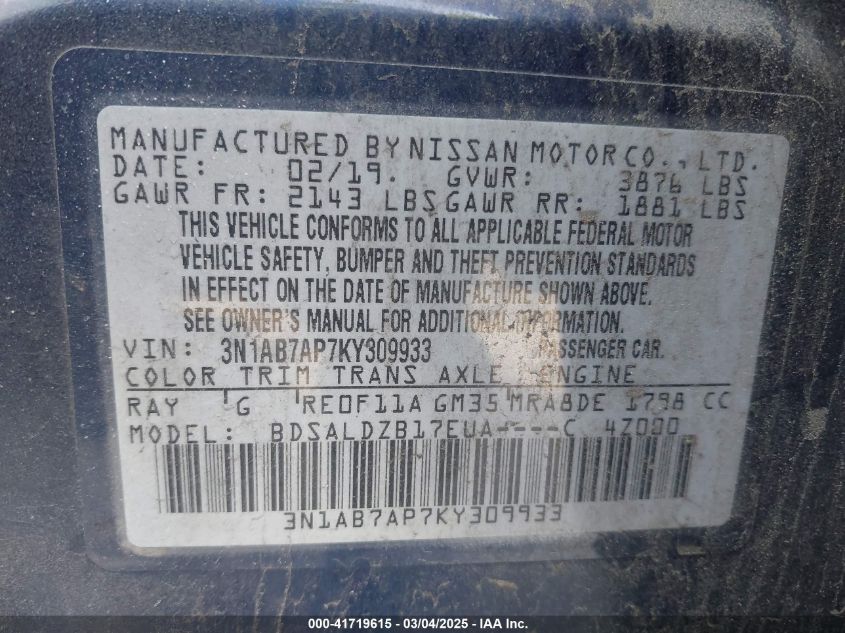 MANUFACTURED BY NISSAN MOTOR CO., LTD.
DATE: 02/19. GVWR: 3876 LBS
GAWR FR: 2143 LBS GAWR RR: 1881 LBS
THIS VEHICLE CONFORMS TO ALL APPLICABLE FEDERAL MOTOR
VEHICLE SAFETY, BUMPER AND THEFT PREVENTION STANDARDS
IN EFFECT ON THE DATE OF MANUFACTURE SHOWN ABOVE.
SEE OWNER'S MANUAL FOR ADDITIONAL INFORMATION.
VIN: 3N1AB7AP7KY309933 PASSENGER CAR.
COLOR TRIM TRANS AXLE ENGINE
RAY G RE0F11A GM35 MRA8DE 1798 CC
MODEL: BDSALDZB17EUA----C 4Z000
3N1AB7AP7KY309933
000-41719615 - 03/04/2025 - IAA Inc.